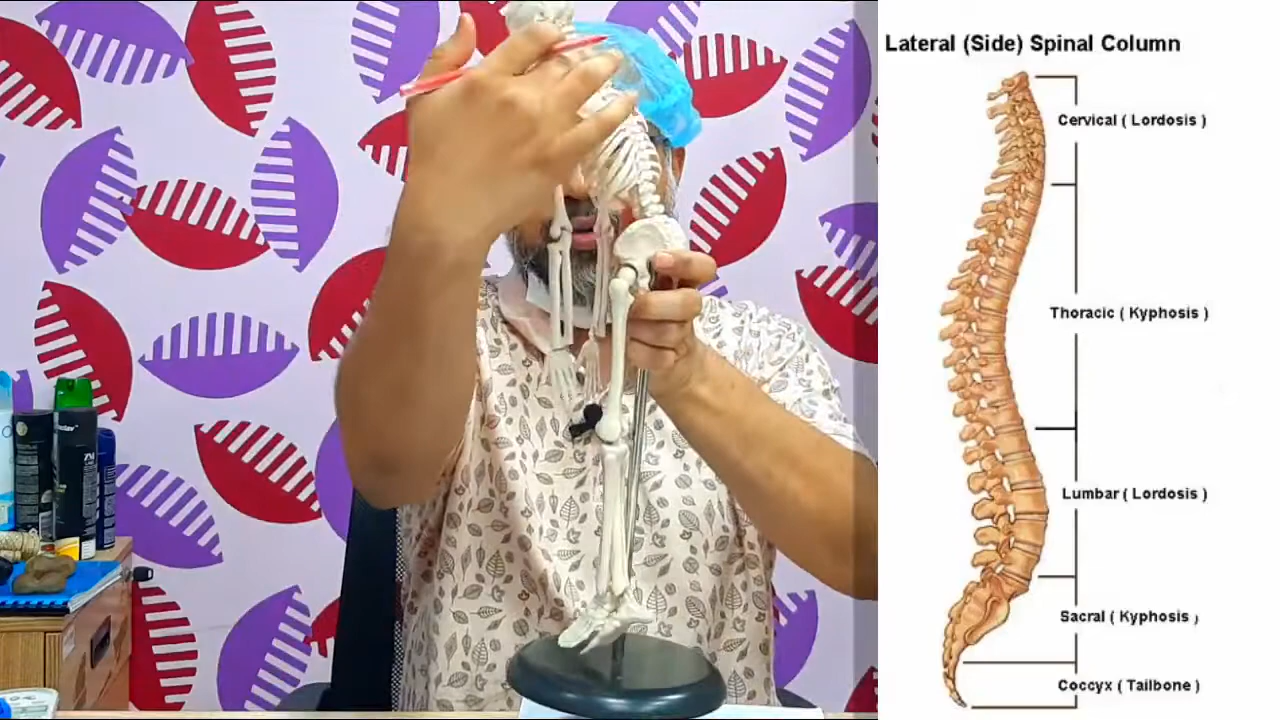 Lateral (Side) Spinal Column
Cervical ( Lordosis )
Thoracic ( Kyphosis )
Lumbar ( Lordosis )
Sacral ( Kyphosis )
Coccyx ( Tailbone )